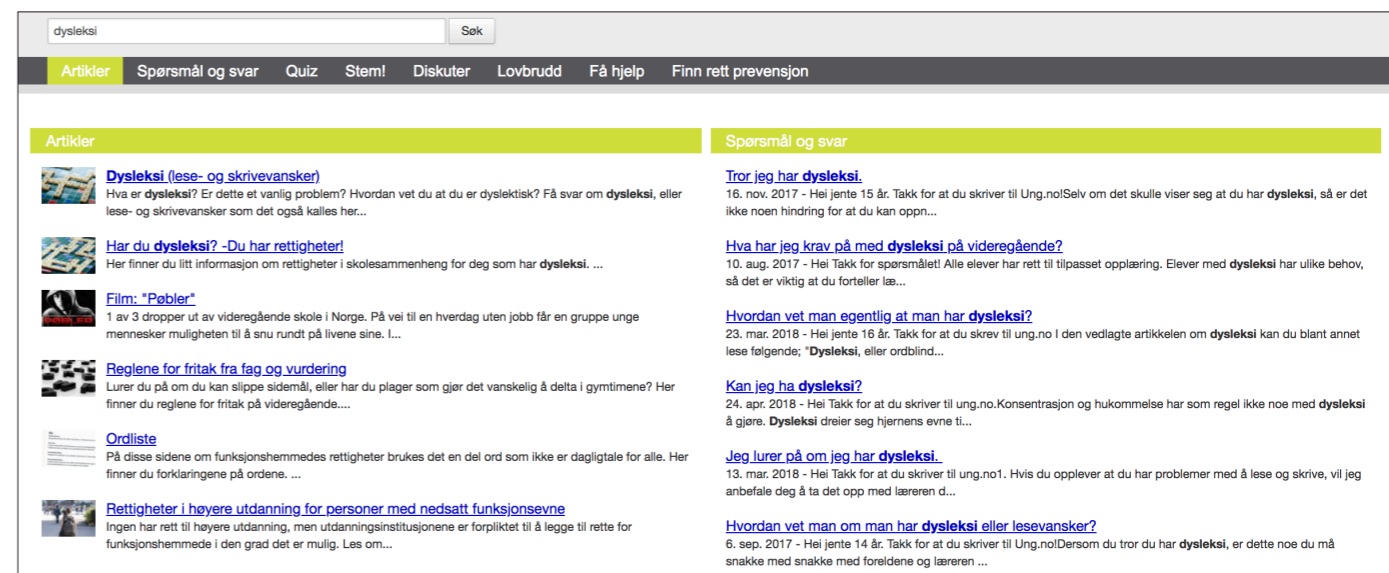 dysleksi
Søk
Artikler Spørsmål og svar Quiz Stem! Diskuter Lovbrudd Få hjelp Finn rett prevensjon
Artikler
Dysleksi (lese- og skrivevansker)
Hva er dysleksi? Er dette et vanlig problem? Hvordan vet du at du er dyslektisk? Få svar om dysleksi, eller
lese- og skrivevansker som det også kalles her...
Har du dysleksi? -Du har rettigheter!
Her finner du litt informasjon om rettigheter i skolesammenheng for deg som har dysleksi. ...
Film: "Pøbler"
1 av 3 dropper ut av videregående skole i Norge. På vei til en hverdag uten jobb får en gruppe unge
mennesker muligheten til å snu rundt på livene sine. I...
Reglene for fritak fra fag og vurdering
Lurer du på om du kan slippe sidemål, eller har du plager som gjør det vanskelig å delta i gymtimene? Her
finner du reglene for fritak på videregående....
Ordliste
På disse sidene om funksjonshemmedes rettigheter brukes det en del ord som ikke er dagligtale for alle. Her
finner du forklaringene på ordene. ...
Rettigheter i høyere utdanning for personer med nedsatt funksjonsevne
Ingen har rett til høyere utdanning, men utdanningsinstitusjonene er forpliktet til å legge til rette for
funksjonshemmede i den grad det er mulig. Les om...
Spørsmål og svar
Tror jeg har dysleksi.
16. nov. 2017 - Hei jente 15 år. Takk for at du skriver til Ung.no!Selv om det skulle viser seg at du har dysleksi, så er det
ikke noen hindring for at du kan oppn...
Hva har jeg krav på med dysleksi på videregående?
10. aug. 2017 - Hei Takk for spørsmålet! Alle elever har rett til tilpasset opplæring. Elever med dysleksi har ulike behov,
så det er viktig at du forteller læ...
Hvordan vet man egentlig at man har dysleksi?
23. mar. 2018 - Hei jente 16 år. Takk for at du skrev til ung.no I den vedlagte artikkelen om dysleksi kan du blant annet
lese følgende; "Dysleksi, eller ordblind...
Kan jeg ha dysleksi?
24. apr. 2018 - Hei Takk for at du skriver til ung.no.Konsentrasjon og hukommelse har som regel ikke noe med dysleksi
å gjøre. Dysleksi dreier seg hjernens evne ti...
Jeg lurer på om jeg har dysleksi.
13. mar. 2018 - Hei Takk for at du skriver til ung.no1. Hvis du opplever at du har problemer med å lese og skrive, vil jeg
anbefale deg å ta det opp med læreren d...
Hvordan vet man om man har dysleksi eller lesevansker?
6. sep. 2017 - Hei jente 14 år. Takk for at du skriver til Ung.no!Dersom du tror du har dysleksi, er dette noe du må
snakke med snakke med foreldene og læreren ...